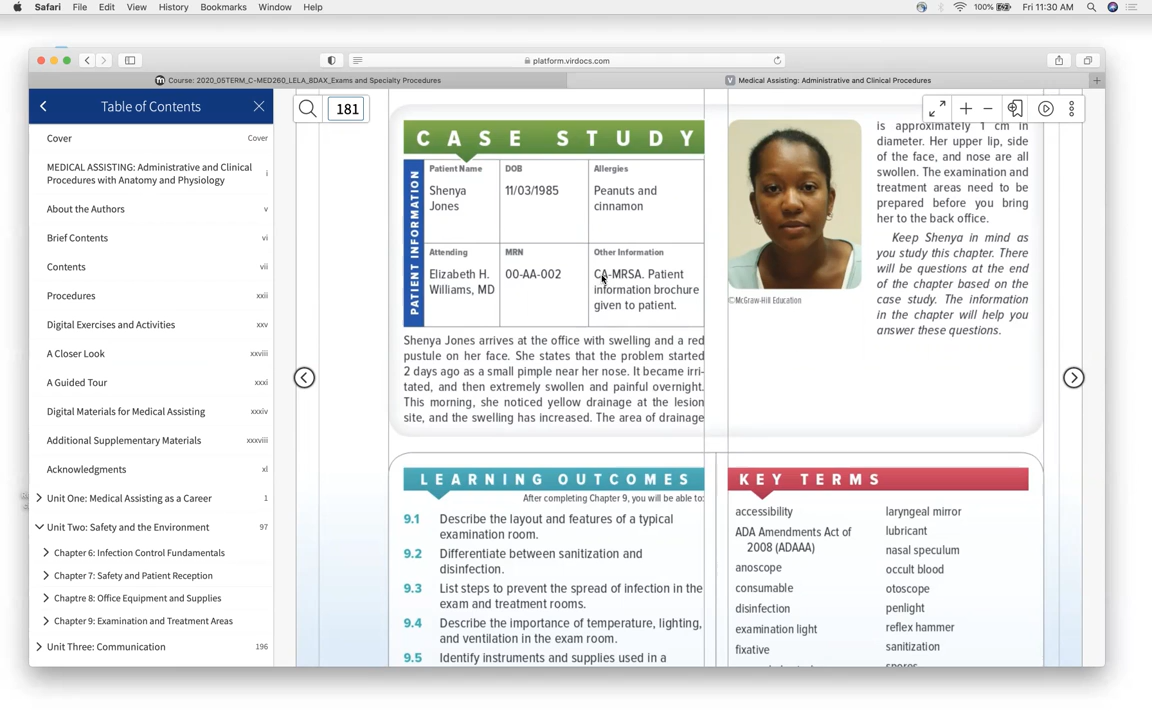 Safari File Edit View History Bookmarks Window Help
100% Fri 11:30 AM
platform.virdocs.com
Course: 2020_05TERM_C-MED260_LELA_8DAX_Exams and Specialty Procedures
Medical Assisting: Administrative and Clinical Procedures
Table of Contents
Cover Cover
MEDICAL ASSISTING: Administrative and Clinical
Procedures with Anatomy and Physiology i
About the Authors v
Brief Contents vi
Contents vii
Procedures xxii
Digital Exercises and Activities xxv
A Closer Look xxviii
A Guided Tour xxxi
Digital Materials for Medical Assisting xxxiv
Additional Supplementary Materials xxxviii
Acknowledgments xl
Unit One: Medical Assisting as a Career 1
Unit Two: Safety and the Environment 97
Chapter 6: Infection Control Fundamentals
Chapter 7: Safety and Patient Reception
Chaptre 8: Office Equipment and Supplies
Chapter 9: Examination and Treatment Areas
Unit Three: Communication 196
181
CASE STUDY
PATIENT INFORMATION
Patient Name DOB Allergies
Shenya 11/03/1985 Peanuts and
Jones cinnamon
Attending MRN Other Information
Elizabeth H. 00-AA-002 CA-MRSA. Patient
Williams, MD information brochure
given to patient.
Shenya Jones arrives at the office with swelling and a red
pustule on her face. She states that the problem started
2 days ago as a small pimple near her nose. It became irri-
tated, and then extremely swollen and painful overnight.
This morning, she noticed yellow drainage at the lesion
site, and the swelling has increased. The area of drainage
©McGraw-Hill Education
is approximately 1 cm in
diameter. Her upper lip, side
of the face, and nose are all
swollen. The examination and
treatment areas need to be
prepared before you bring
her to the back office.
Keep Shenya in mind as
you study this chapter. There
will be questions at the end
of the chapter based on the
case study. The information
in the chapter will help you
answer these questions.
LEARNING OUTCOMES
After completing Chapter 9, you will be able to:
9.1 Describe the layout and features of a typical
examination room.
9.2 Differentiate between sanitization and
disinfection.
9.3 List steps to prevent the spread of infection in the
exam and treatment rooms.
9.4 Describe the importance of temperature, lighting,
and ventilation in the exam room.
9.5 Identify instruments and supplies used in a
KEY TERMS
accessibility
ADA Amendments Act of
2008 (ADAAA)
anoscope
consumable
disinfection
examination light
fixative
laryngeal mirror
lubricant
nasal speculum
occult blood
otoscope
penlight
reflex hammer
sanitization
spores